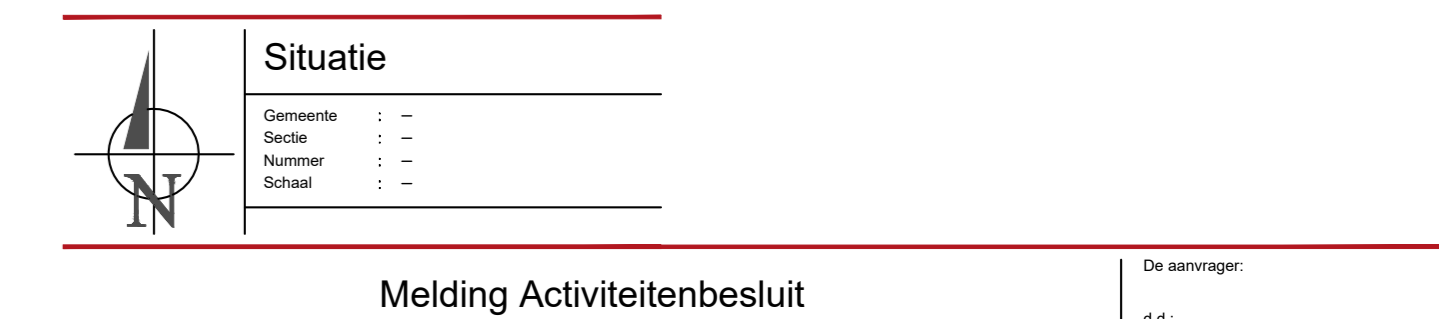 Situatie
Gemeente : –
Sectie : –
Nummer : –
Schaal : –
N
Melding Activiteitenbesluit
De aanvrager:
d.d.: